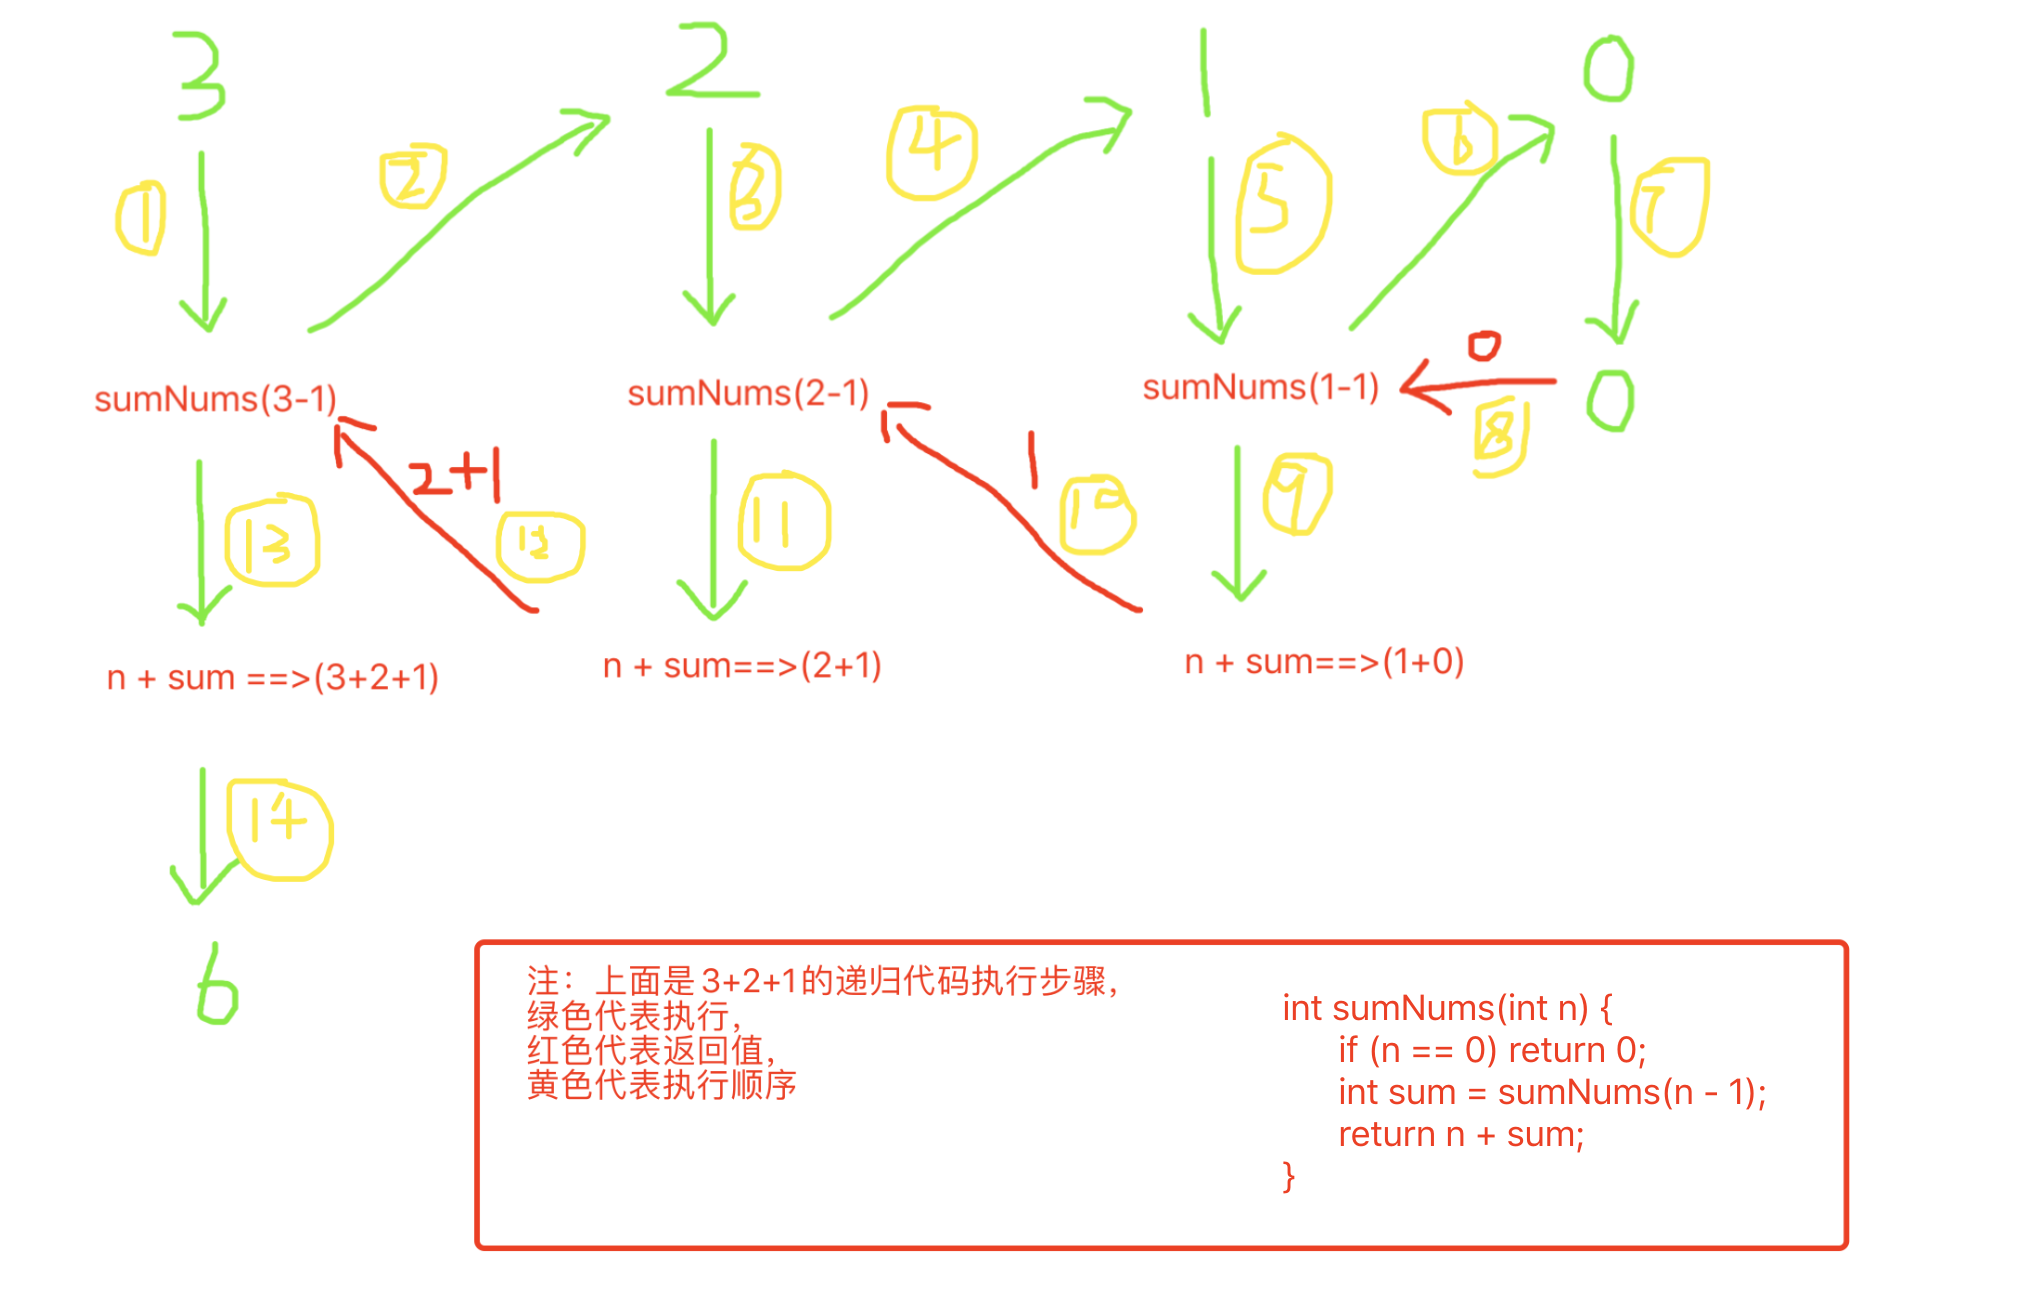 3
2
1
0
1
2
3
4
5
6
7
sumNums(3-1)
sumNums(2-1)
sumNums(1-1)
0
0
8
2+1
1
13
12
11
10
9
n + sum ==>(3+2+1)
n + sum==>(2+1)
n + sum==>(1+0)
14
6
注：上面是3+2+1的递归代码执行步骤，
绿色代表执行，
红色代表返回值，
黄色代表执行顺序
int sumNums(int n) {
if (n == 0) return 0;
int sum = sumNums(n - 1);
return n + sum;
}